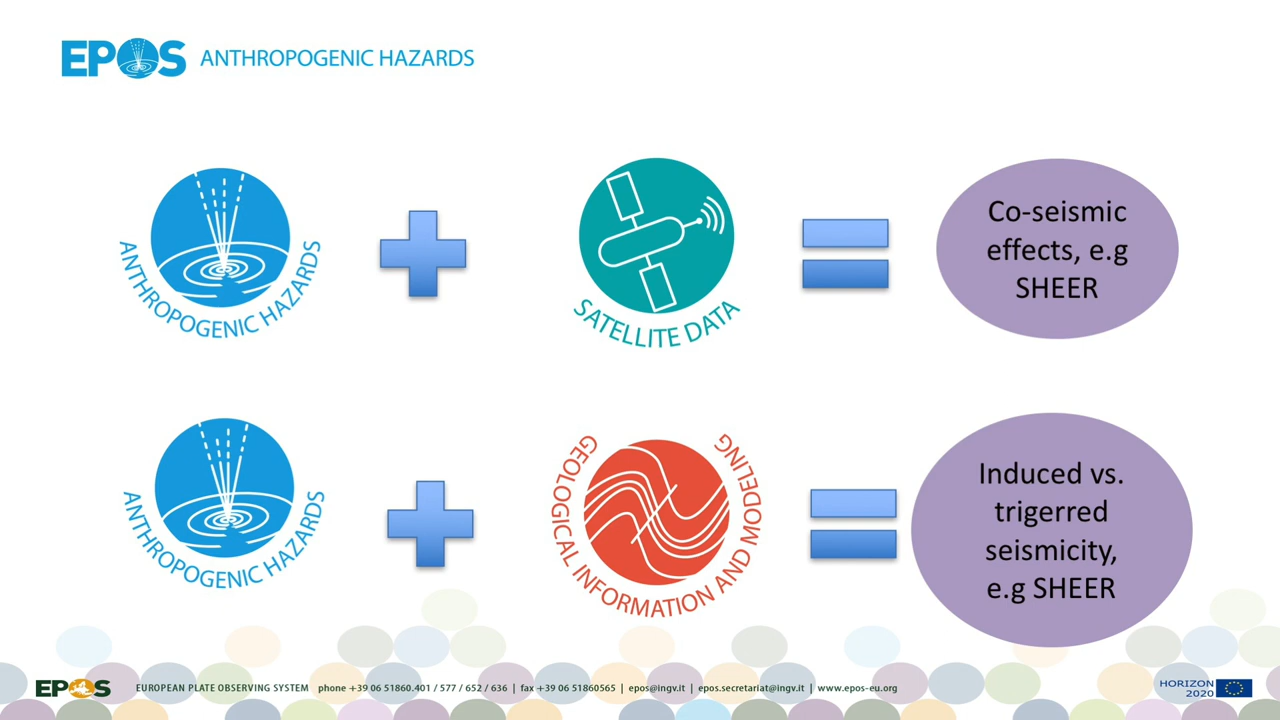 EPOS ANTHROPOGENIC HAZARDS
ANTHROPOGENIC HAZARDS
SATELLITE DATA
Co-seismic
effects, e.g
SHEER
ANTHROPOGENIC HAZARDS
GEOLOGICAL INFORMATION AND MODELING
Induced vs.
trigerred
seismicity,
e.g SHEER
EPOS EUROPEAN PLATE OBSERVING SYSTEM phone +39 06 51860.401 / 577 / 652 / 636 | fax +39 06 51860565 | epos@ingv.it | epos.secretariat@ingv.it | www.epos-eu.org
HORIZON
2020